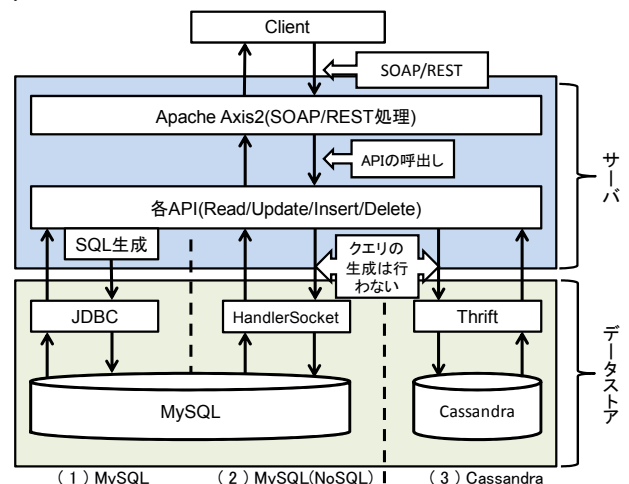 Client
SOAP/REST
Apache Axis2(SOAP/REST処理)
APIの呼出し
各API(Read/Update/Insert/Delete)
SQL生成
クエリの
生成は行
わない
サーバ
JDBC
HandlerSocket
Thrift
MySQL
Cassandra
データストア
(1) MySQL
(2) MySQL(NoSQL)
(3) Cassandra